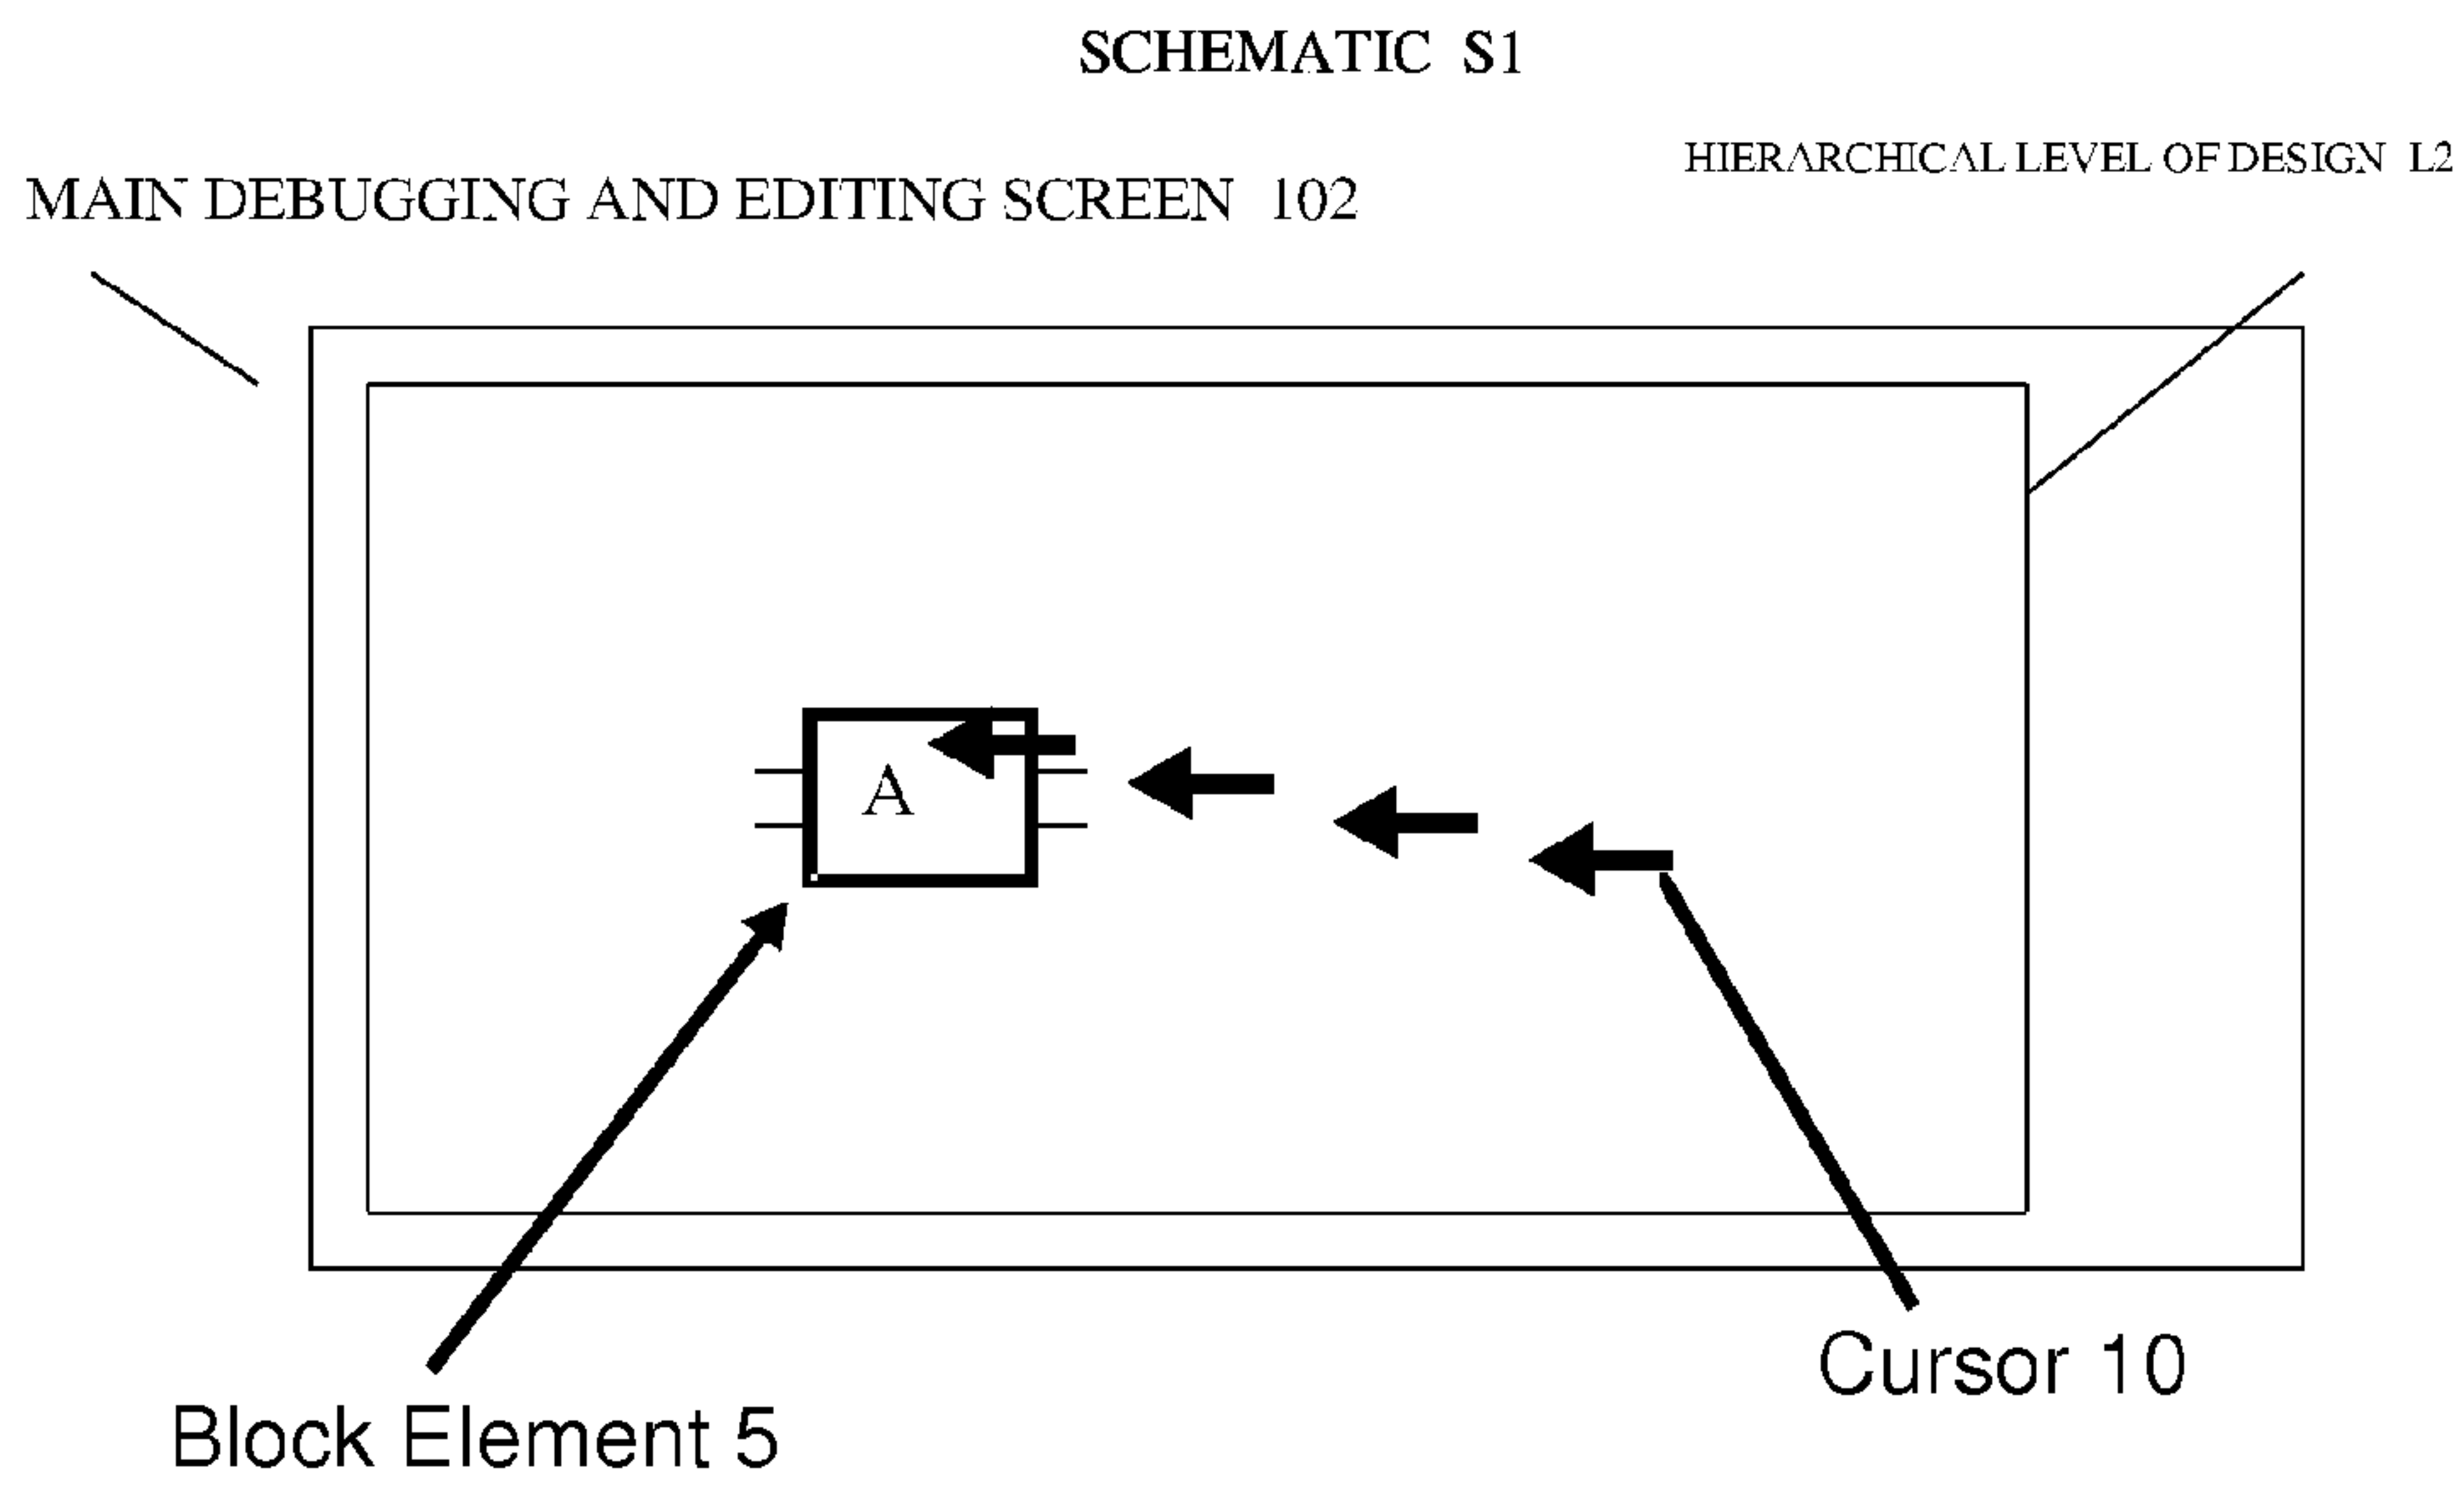 SCHEMATIC S1
HIERARCHICAL LEVEL OF DESIGN L2
MAIN DEBUGGING AND EDITING SCREEN 102
A
Cursor 10
Block Element 5